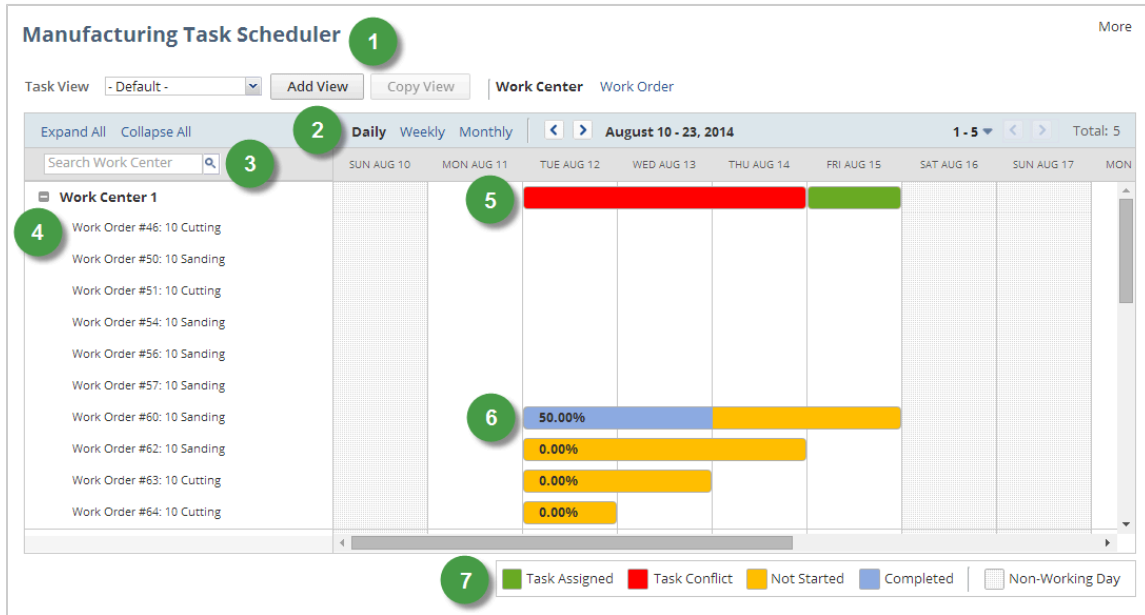 Manufacturing Task Scheduler 1 More
Task View - Default - Add View Copy View Work Center Work Order
Expand All Collapse All 2 Daily Weekly Monthly < > August 10 - 23, 2014 1 - 5 < > Total: 5
Search Work Center 3 SUN AUG 10 MON AUG 11 TUE AUG 12 WED AUG 13 THU AUG 14 FRI AUG 15 SAT AUG 16 SUN AUG 17 MON
Work Center 1 5
4 Work Order #46: 10 Cutting
Work Order #50: 10 Sanding
Work Order #51: 10 Cutting
Work Order #54: 10 Sanding
Work Order #56: 10 Sanding
Work Order #57: 10 Sanding
Work Order #60: 10 Sanding 6 50.00%
Work Order #62: 10 Sanding 0.00%
Work Order #63: 10 Cutting 0.00%
Work Order #64: 10 Cutting 0.00%
7 Task Assigned Task Conflict Not Started Completed Non-Working Day